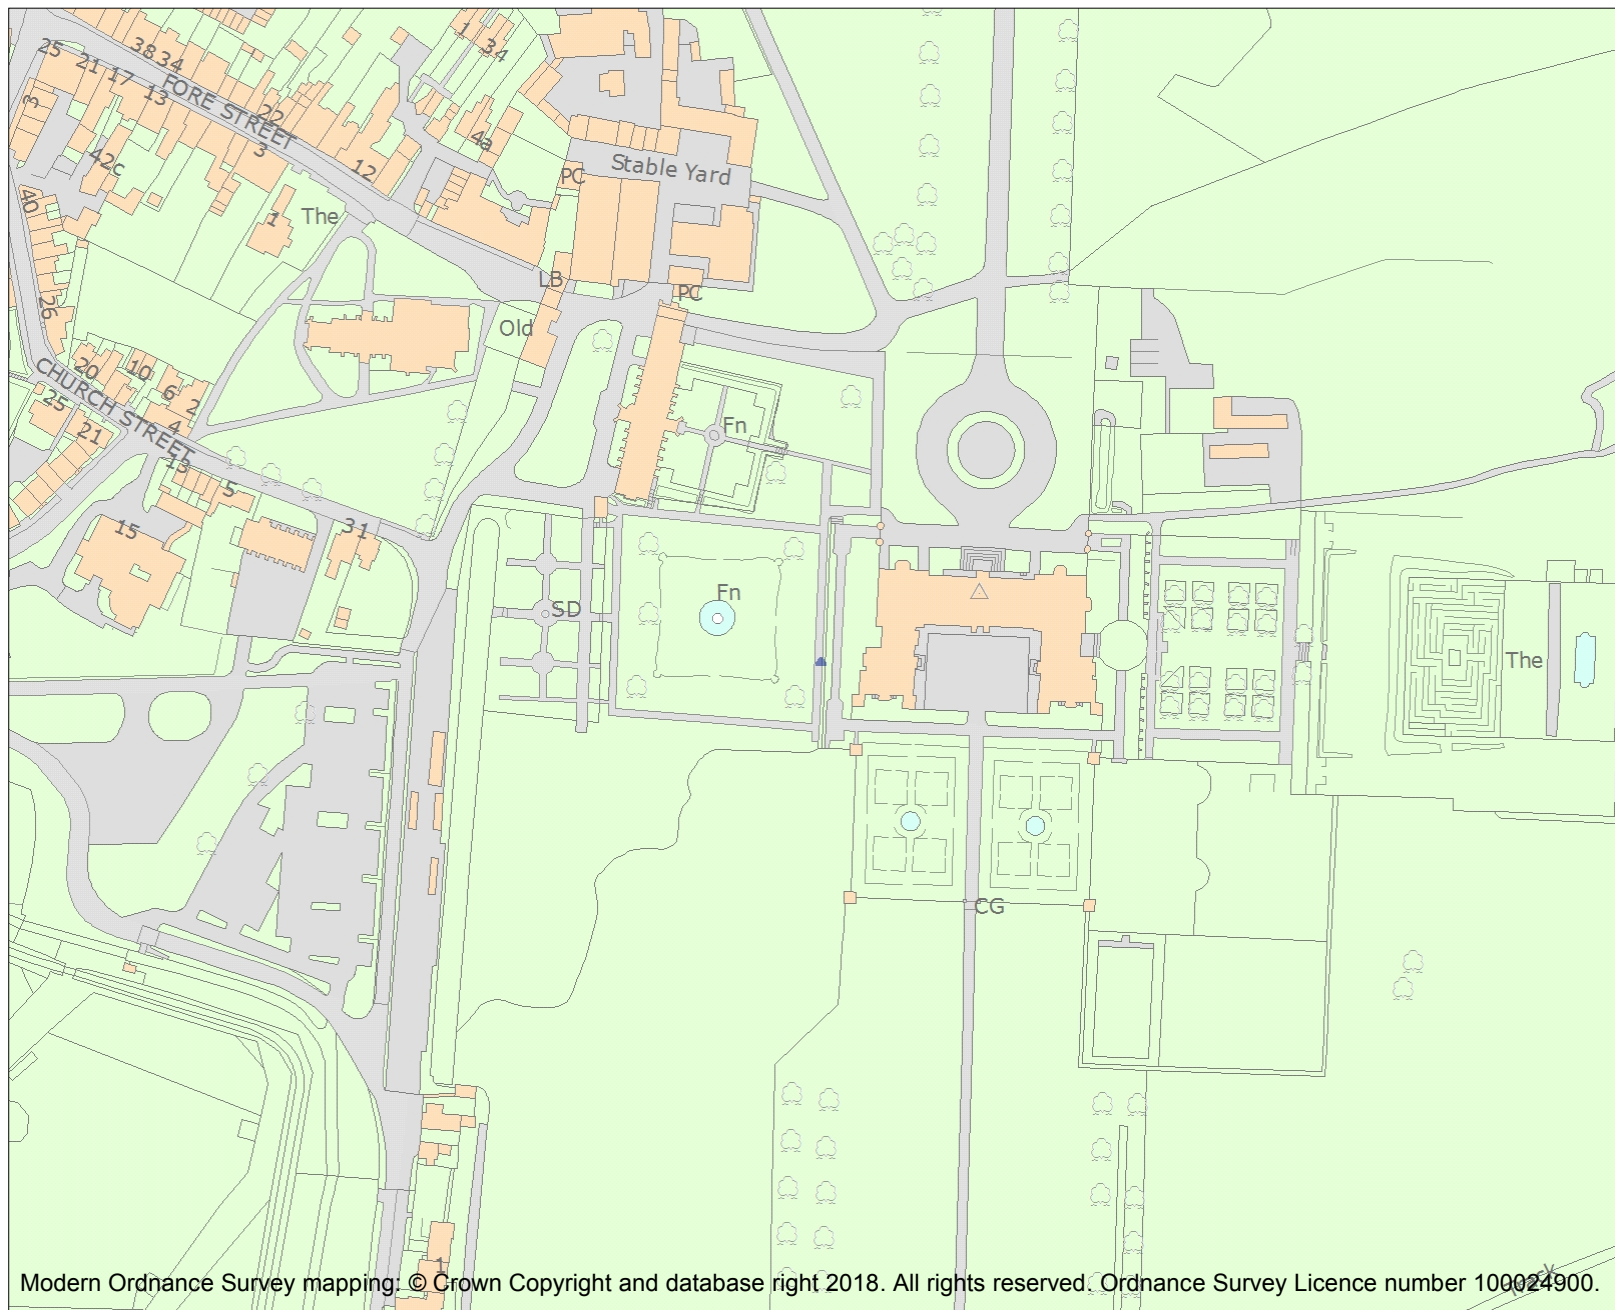 25
38
34
21
17
13
FORE STREET
22
3
12
3
42c
40
1
The
1
34
4a
PC
Stable Yard
LB
PC
Old
26
20
10
6
2
4
CHURCH STREET
25
21
13
5
31
15
Fn
Fn
SD
The
CG
1
Track
Modern Ordnance Survey mapping: © Crown Copyright and database right 2018. All rights reserved. Ordnance Survey Licence number 100024900.